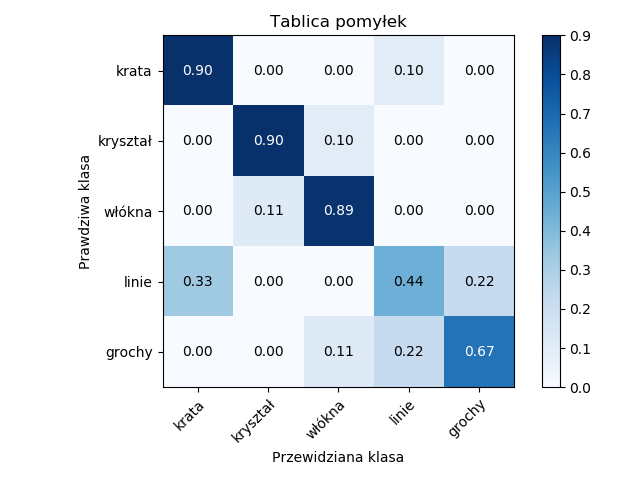 Tablica pomyłek
krata 0.90 0.00 0.00 0.10 0.00
kryształ 0.00 0.90 0.10 0.00 0.00
włókna 0.00 0.11 0.89 0.00 0.00
linie 0.33 0.00 0.00 0.44 0.22
grochy 0.00 0.00 0.11 0.22 0.67
Prawdziwa klasa
krata kryształ włókna linie grochy
Przewidziana klasa
0.9
0.8
0.7
0.6
0.5
0.4
0.3
0.2
0.1
0.0